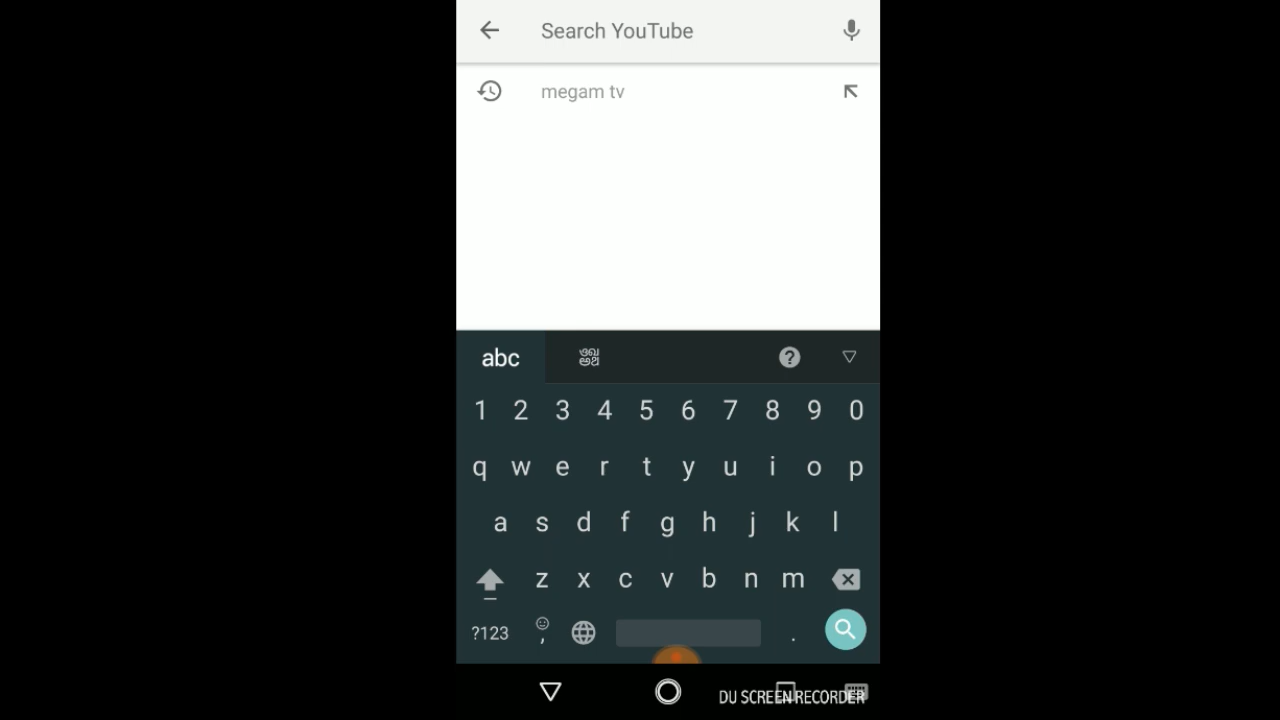 Search YouTube
megam tv
abc
1 2 3 4 5 6 7 8 9 0
q w e r t y u i o p
a s d f g h j k l
z x c v b n m
?123 , .
DU SCREEN RECORDER